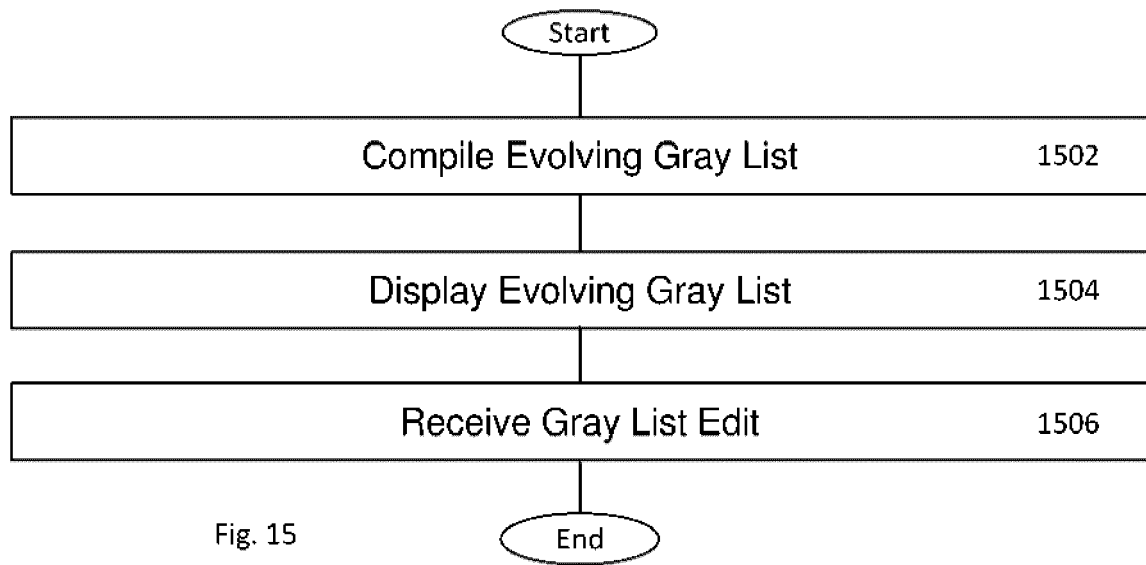 Start
Compile Evolving Gray List 1502
Display Evolving Gray List 1504
Receive Gray List Edit 1506
Fig. 15
End